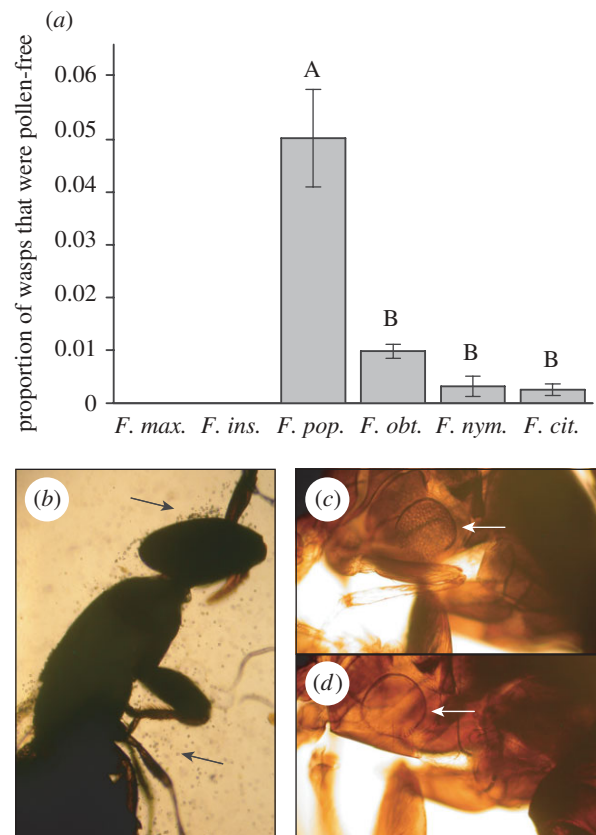 (a)
proportion of wasps that were pollen-free
0.06
0.05
0.04
0.03
0.02
0.01
0
A
B
B
B
F. max.
F. ins.
F. pop.
F. obt.
F. nym.
F. cit.
(b)
(c)
(d)